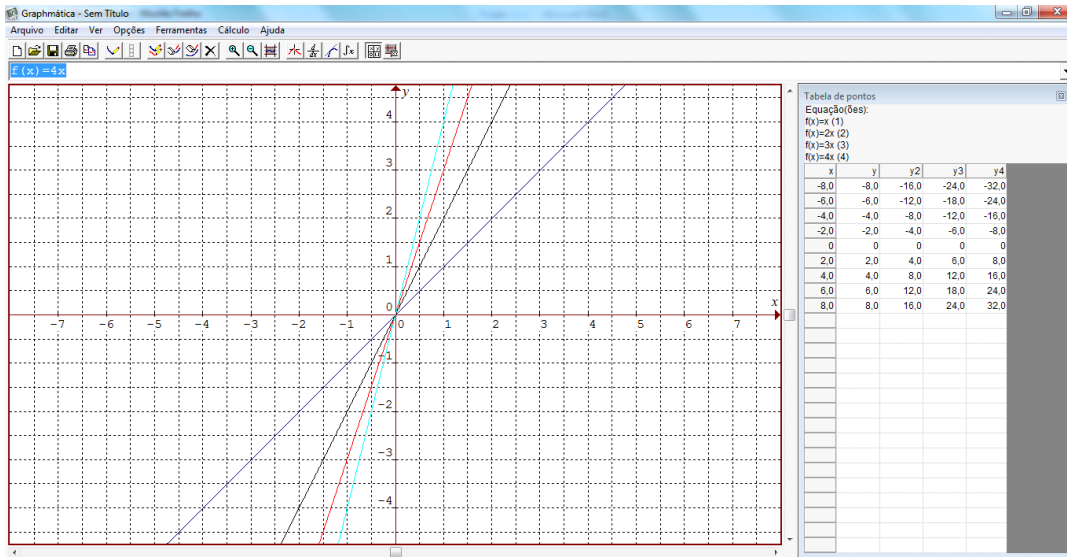 Graphmática - Sem Título
Arquivo Editar Ver Opções Ferramentas Cálculo Ajuda
f(x)=4x
y
4
3
2
1
0
x
-7 -6 -5 -4 -3 -2 -1 0 1 2 3 4 5 6 7
-1
-2
-3
-4
Tabela de pontos
Equação(ões):
f(x)=x (1)
f(x)=2x (2)
f(x)=3x (3)
f(x)=4x (4)
x y y2 y3 y4
-8,0 -8,0 -16,0 -24,0 -32,0
-6,0 -6,0 -12,0 -18,0 -24,0
-4,0 -4,0 -8,0 -12,0 -16,0
-2,0 -2,0 -4,0 -6,0 -8,0
0 0 0 0 0
2,0 2,0 4,0 6,0 8,0
4,0 4,0 8,0 12,0 16,0
6,0 6,0 12,0 18,0 24,0
8,0 8,0 16,0 24,0 32,0